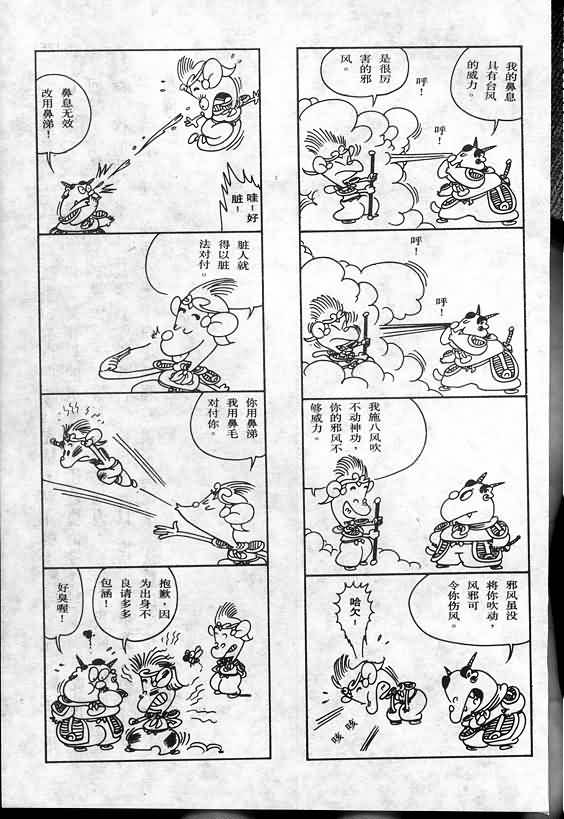 我的鼻息
具有台风
的威力。
是很厉
害的邪
风。
呼!
呼!
呼!
呼!
我施八风吹
不动神功,
你的邪风不
够威力。
邪风虽没
将你吹动,
风邪可
令你伤风。
哈欠!
咳
咳
鼻息无效
改用鼻涕!
哇!好
脏!
脏人就
得以脏
法对付。
你用鼻涕
我用鼻毛
对付你。
抱歉,因
为出身不
良请多多
包涵!
好臭喔!